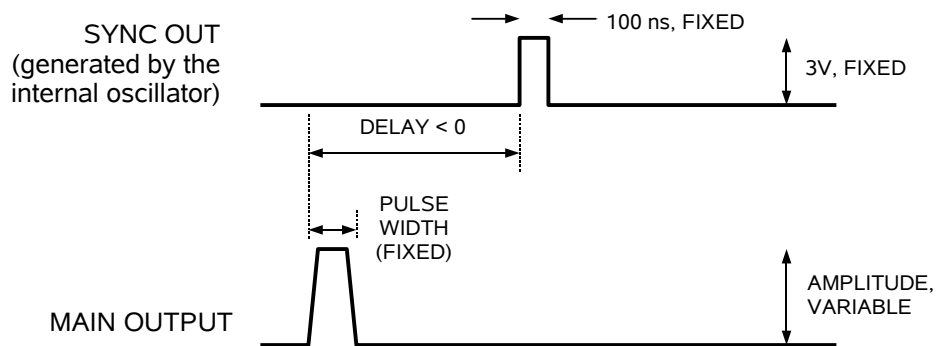 100 ns, FIXED
SYNC OUT
(generated by the
internal oscillator)
3V, FIXED
DELAY < 0
PULSE
WIDTH
(FIXED)
AMPLITUDE,
VARIABLE
MAIN OUTPUT